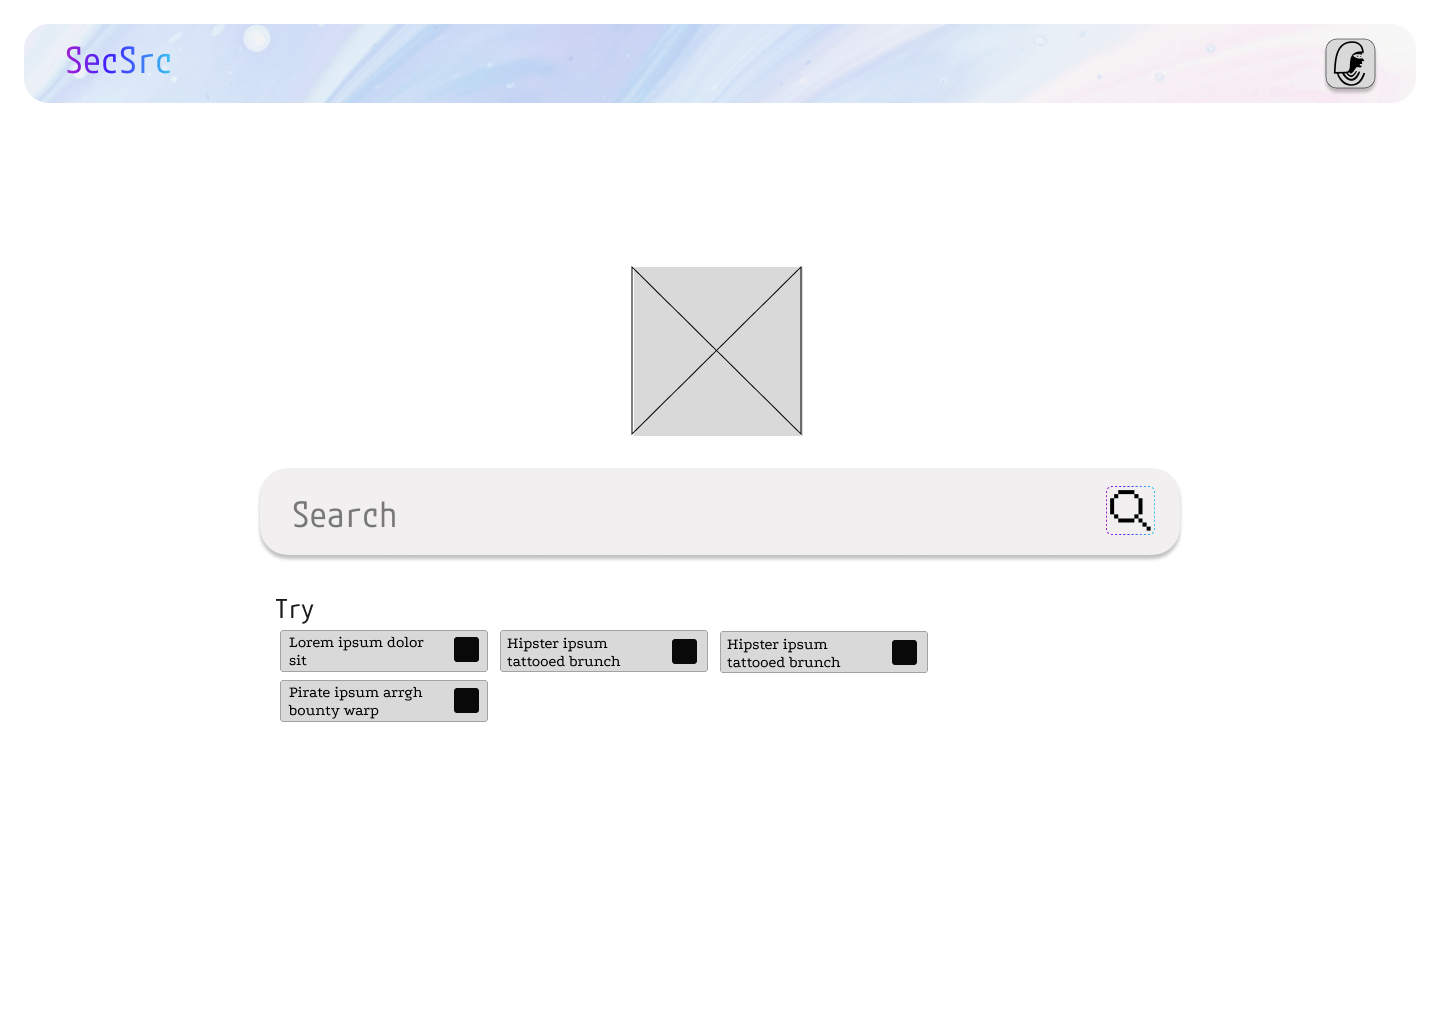 SecSrc
Search
Try
Lorem ipsum dolor
sit
Hipster ipsum
tattooed brunch
Hipster ipsum
tattooed brunch
Pirate ipsum arrgh
bounty warp